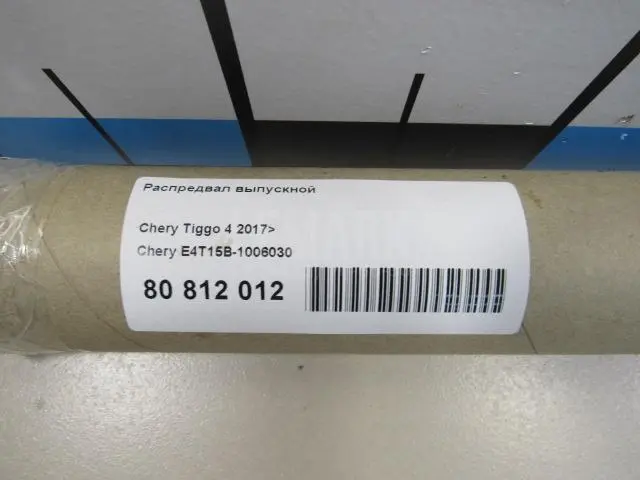 Распредвал выпускной
Chery Tiggo 4 2017>
Chery E4T15B-1006030
80 812 012